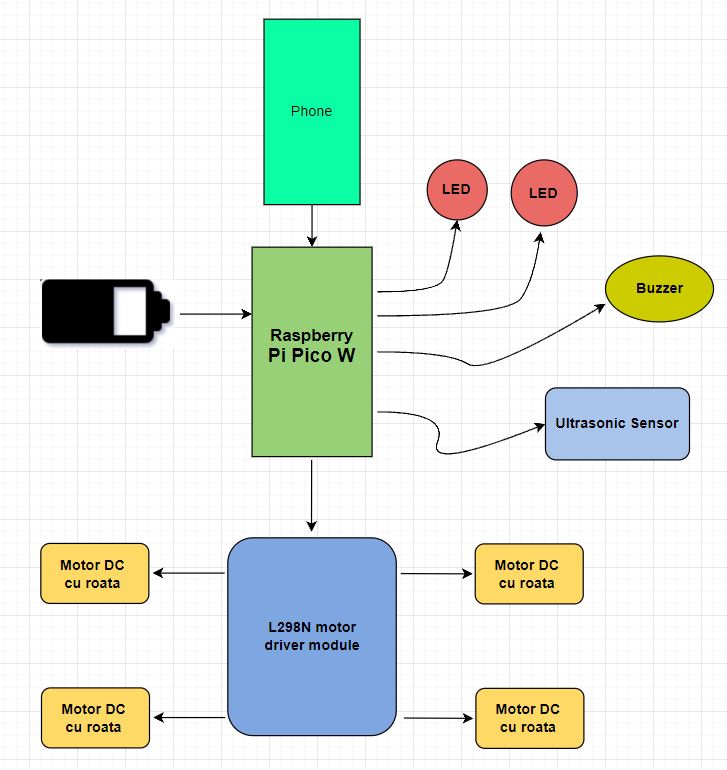 Phone
LED
LED
Buzzer
Raspberry
Pi Pico W
Ultrasonic Sensor
Motor DC
cu roata
Motor DC
cu roata
L298N motor
driver module
Motor DC
cu roata
Motor DC
cu roata